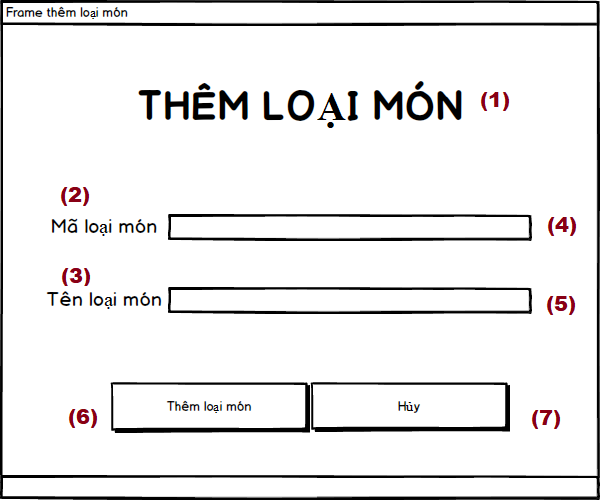 Frame thêm loại món
THÊM LOẠI MÓN (1)
(2)
Mã loại món (4)
(3)
Tên loại món (5)
(6) Thêm loại món Hủy (7)